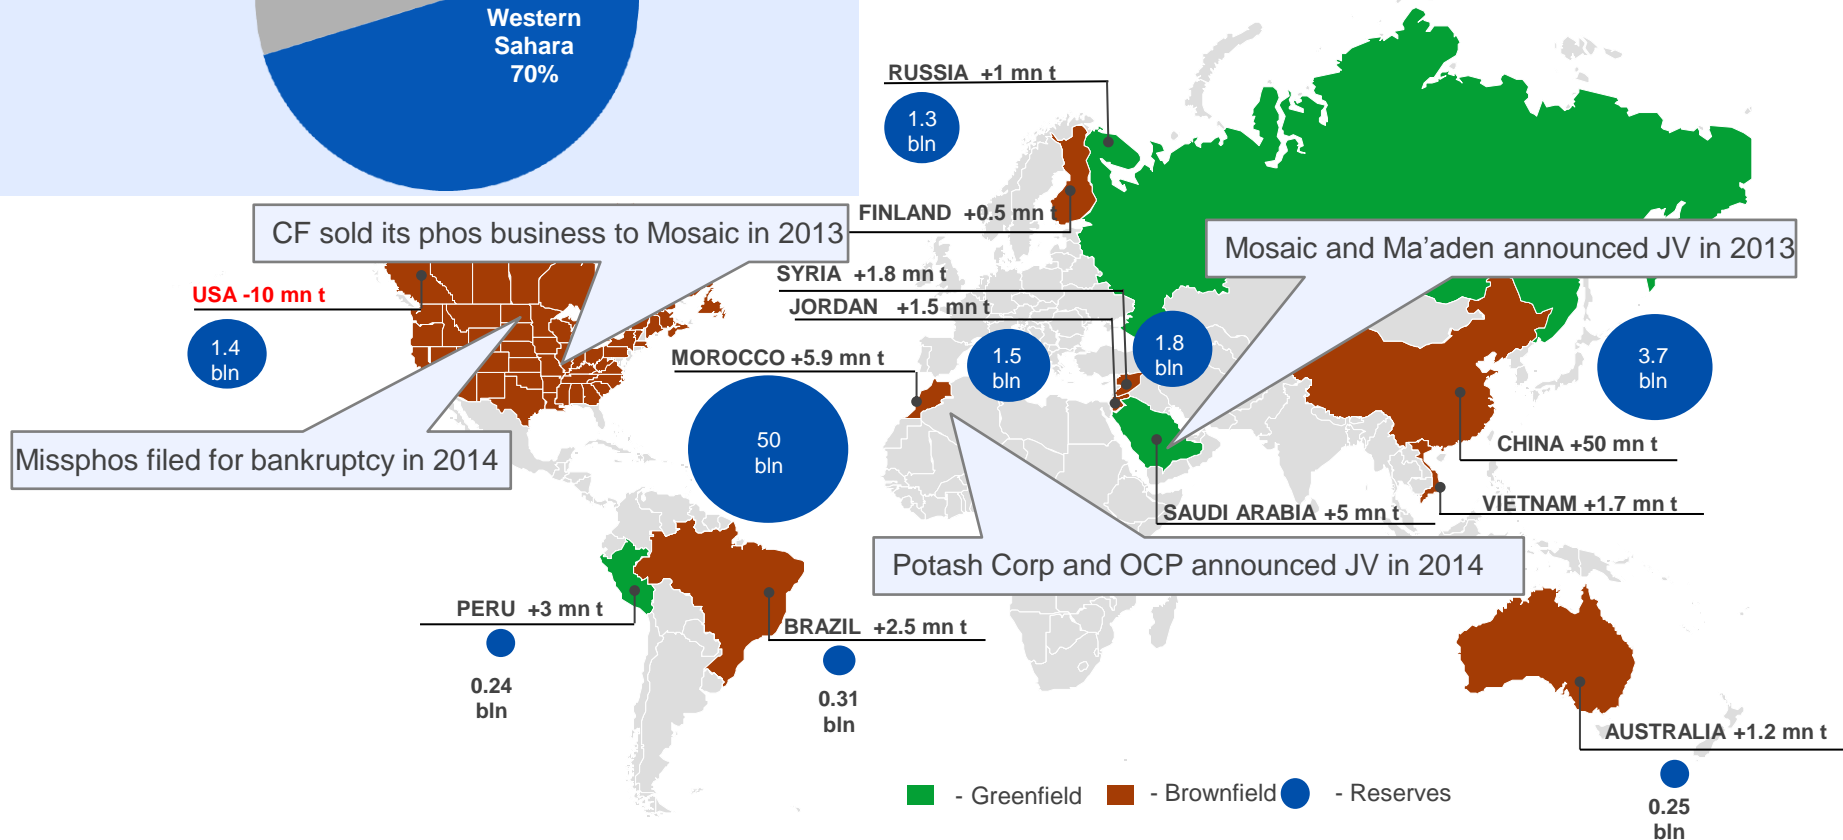 Western
Sahara
70%
RUSSIA +1 mn t
1.3
bln
FINLAND +0.5 mn t
CF sold its phos business to Mosaic in 2013
Mosaic and Ma’aden announced JV in 2013
SYRIA +1.8 mn t
USA -10 mn t
JORDAN +1.5 mn t
1.4
bln
MOROCCO +5.9 mn t
1.5
bln
1.8
bln
3.7
bln
50
bln
CHINA +50 mn t
Missphos filed for bankruptcy in 2014
VIETNAM +1.7 mn t
SAUDI ARABIA +5 mn t
Potash Corp and OCP announced JV in 2014
PERU +3 mn t
BRAZIL +2.5 mn t
0.24
bln
0.31
bln
AUSTRALIA +1.2 mn t
- Greenfield
- Brownfield
- Reserves
0.25
bln